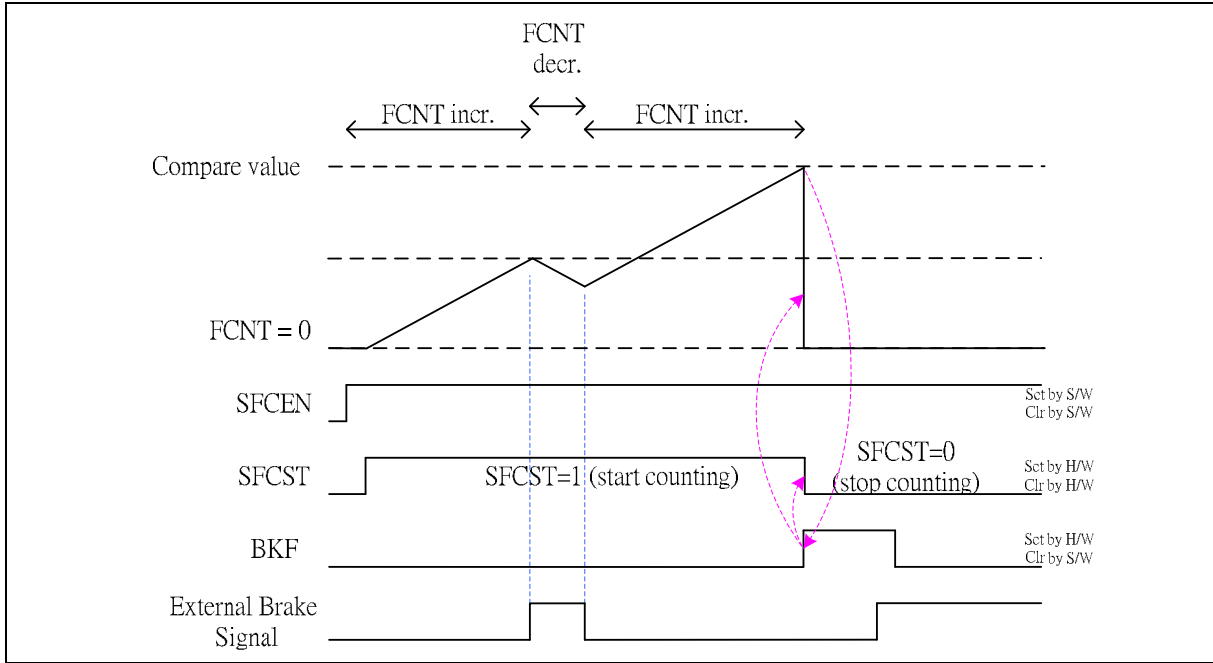 FCNT
decr.
FCNT incr.
FCNT incr.
Compare value
FCNT = 0
SFCEN
Set by S/W
Clr by S/W
SFCST
SFCST=1 (start counting)
SFCST=0
(stop counting)
Set by H/W
Clr by H/W
BKF
Set by H/W
Clr by S/W
External Brake
Signal